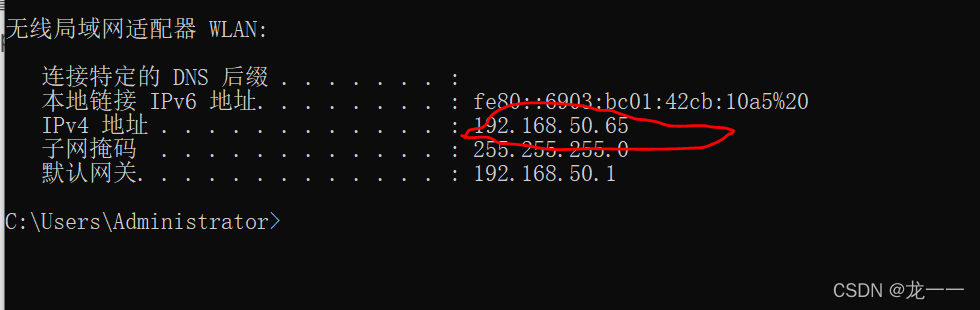 无线局域网适配器 WLAN:
连接特定的 DNS 后缀 . . . . . . . :
本地链接 IPv6 地址. . . . . . . . : fe80::6903:bc01:42cb:10a5%20
IPv4 地址 . . . . . . . . . . . . : 192.168.50.65
子网掩码 . . . . . . . . . . . . : 255.255.255.0
默认网关. . . . . . . . . . . . . : 192.168.50.1
C:\Users\Administrator>
CSDN @龙一一